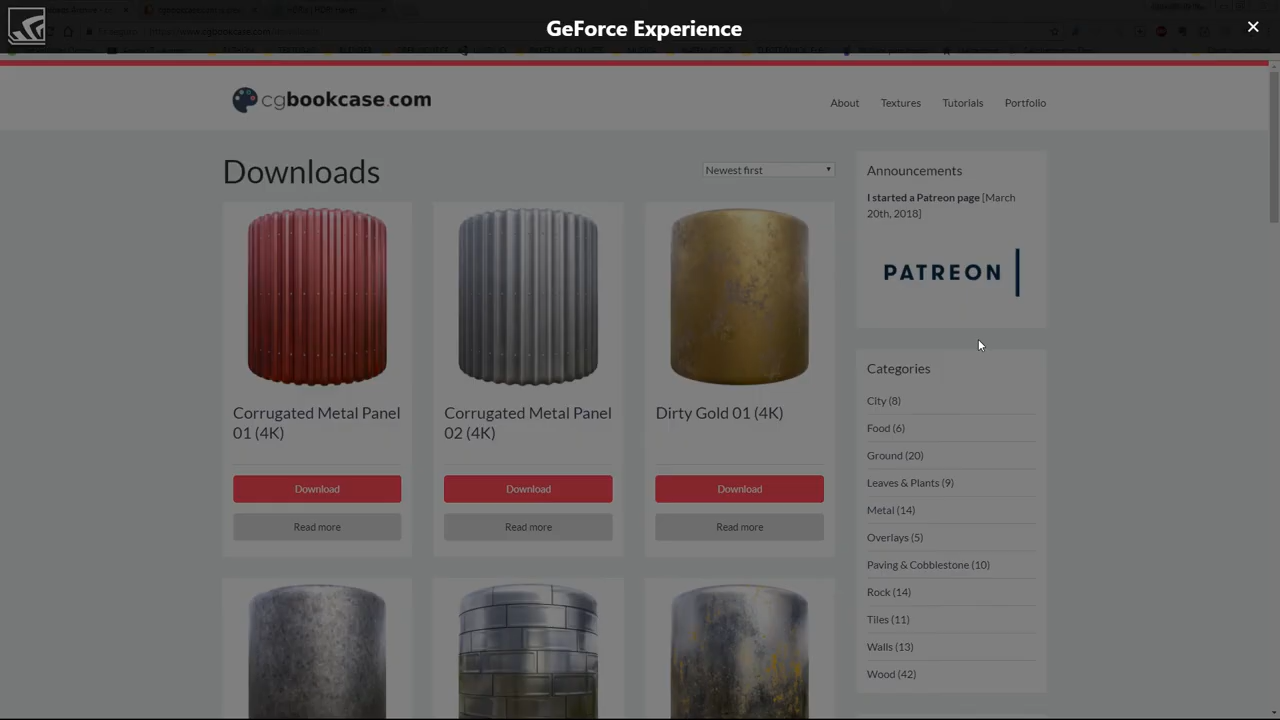 GeForce Experience
cgbookcase.com
About
Textures
Tutorials
Portfolio
Downloads
Newest first
Corrugated Metal Panel
01 (4K)
Download
Read more
Corrugated Metal Panel
02 (4K)
Download
Read more
Dirty Gold 01 (4K)
Download
Read more
Announcements
I started a Patreon page [March
20th, 2018]
PATREON
Categories
City (8)
Food (6)
Ground (20)
Leaves & Plants (9)
Metal (14)
Overlays (5)
Paving & Cobblestone (10)
Rock (14)
Tiles (11)
Walls (13)
Wood (42)